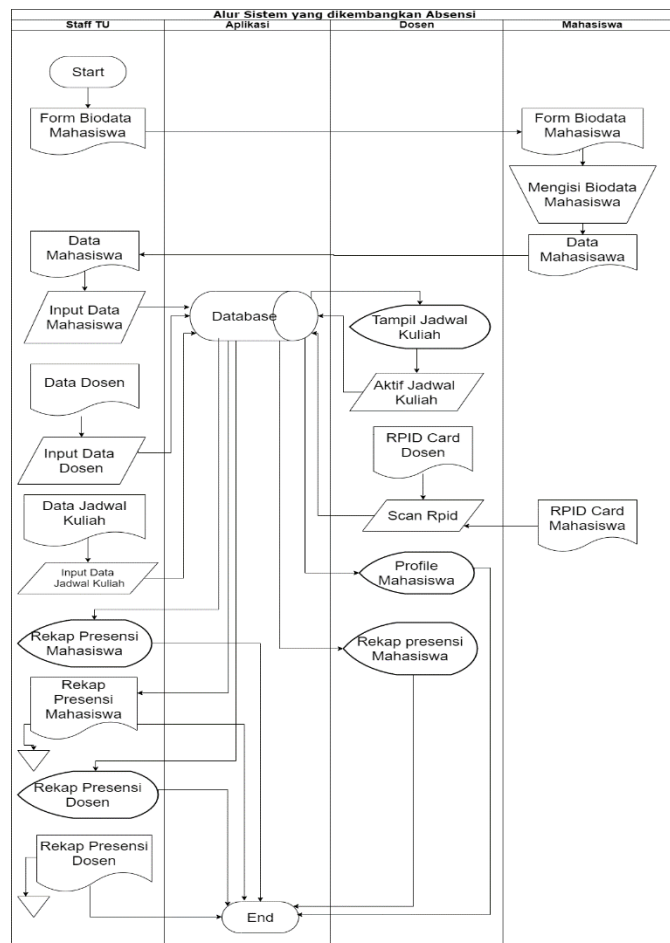 Alur Sistem yang dikembangkan Absensi
Staff TU
Aplikasi
Dosen
Mahasiswa
Start
Form Biodata
Mahasiswa
Form Biodata
Mahasiswa
Mengisi Biodata
Mahasiswa
Data
Mahasiswa
Data
Mahasisawa
Input Data
Mahasiswa
Database
Tampil Jadwal
Kuliah
Aktif Jadwal
Kuliah
Data Dosen
Input Data
Dosen
RPID Card
Dosen
Data Jadwal
Kuliah
Scan Rpid
RPID Card
Mahasiswa
Input Data
Jadwal Kuliah
Profile
Mahasiswa
Rekap Presensi
Mahasiswa
Rekap presensi
Mahasiswa
Rekap
Presensi
Mahasiswa
Rekap Presensi
Dosen
Rekap Presensi
Dosen
End